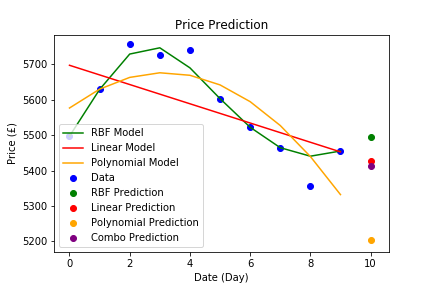 Price Prediction
Price (£)
5700
5600
5500
5400
5300
5200
RBF Model
Linear Model
Polynomial Model
Data
RBF Prediction
Linear Prediction
Polynomial Prediction
Combo Prediction
0 2 4 6 8 10
Date (Day)